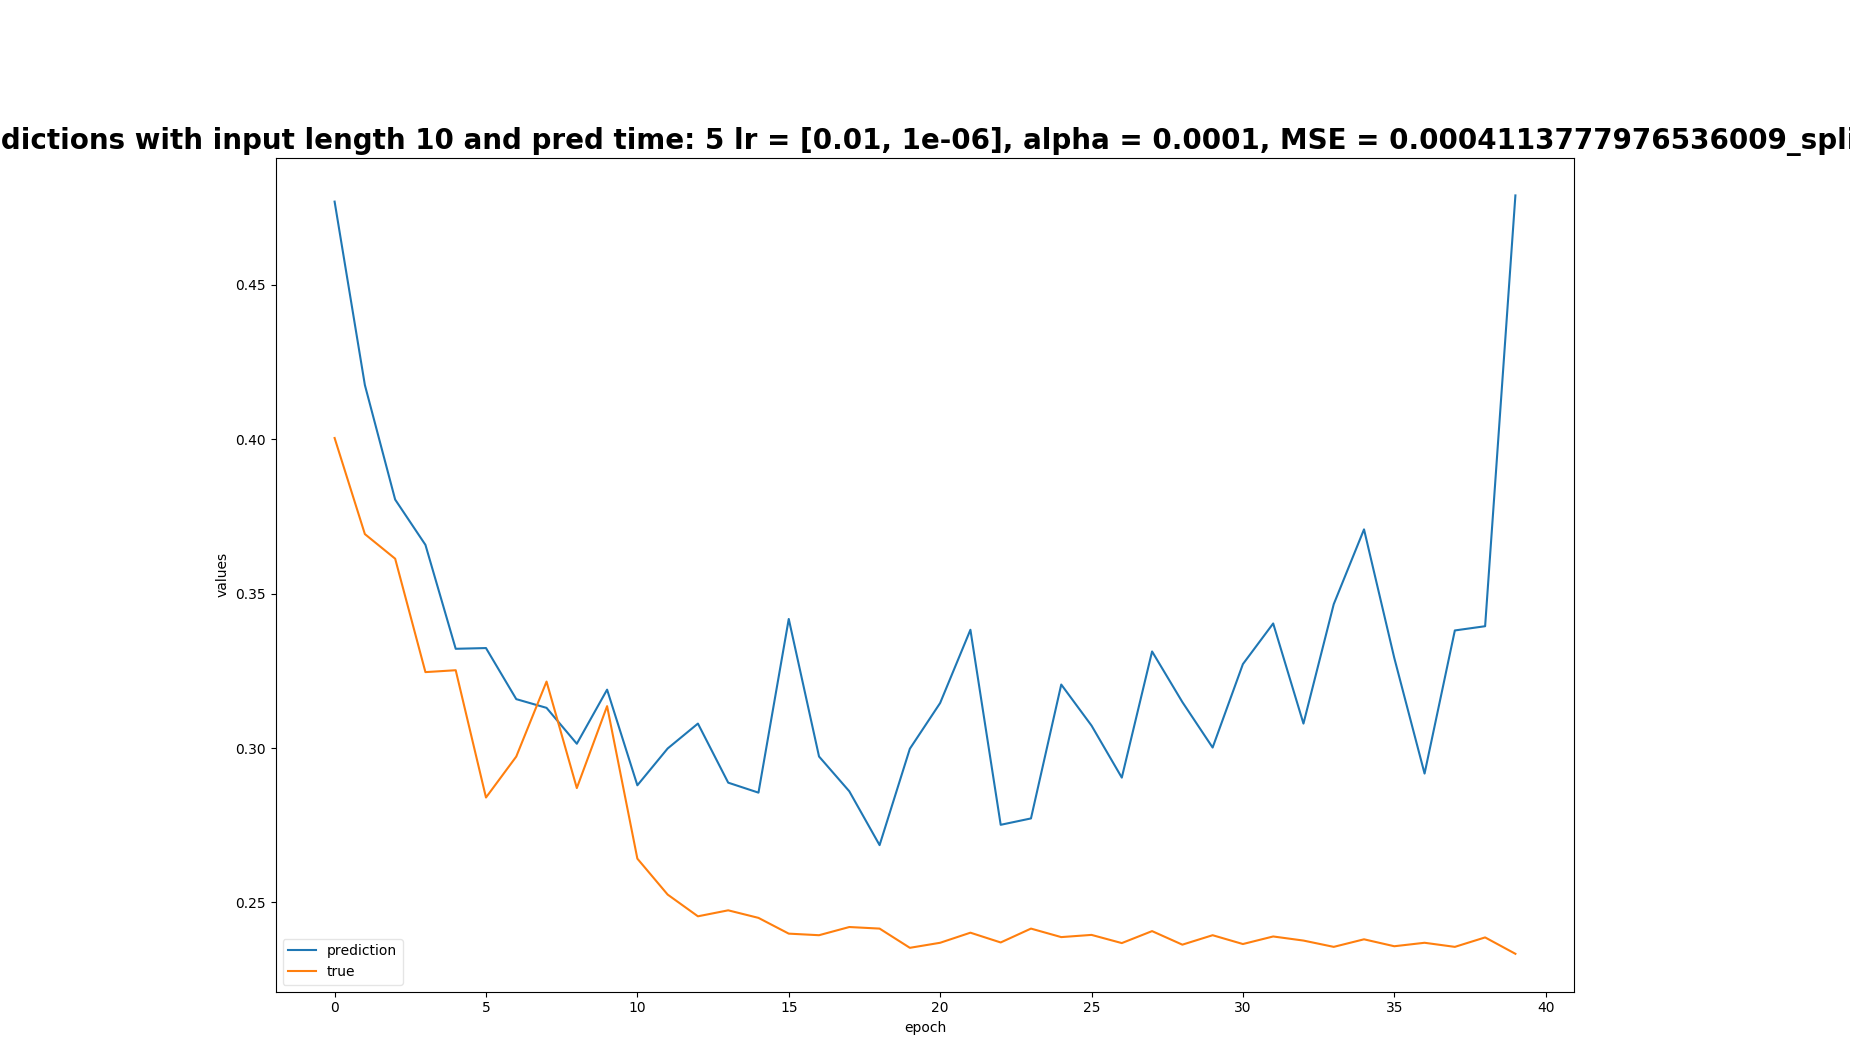 dictions with input length 10 and pred time: 5 lr = [0.01, 1e-06], alpha = 0.0001, MSE = 0.0004113777976536009_spli
0.45
0.40
0.35
0.30
0.25
values
prediction
true
0 5 10 15 20 25 30 35 40
epoch